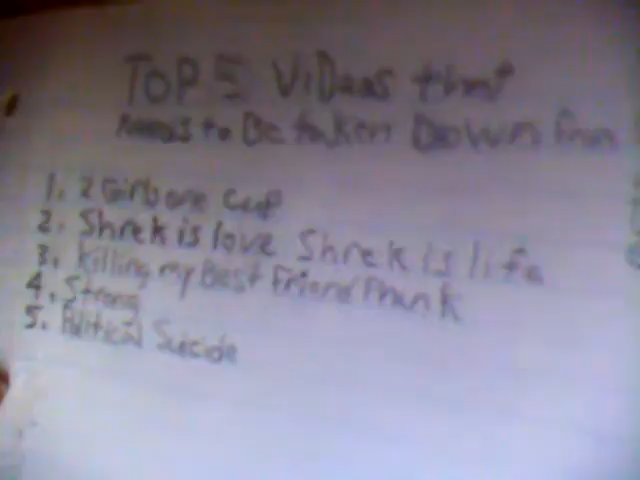 TOP 5 Videos that
needs to Be taken Down From
1. 2 Girls one cup
2. Shrek is love Shrek is life
3. Killing my Best Friend Prank
4. Strong
5. Political Suicide